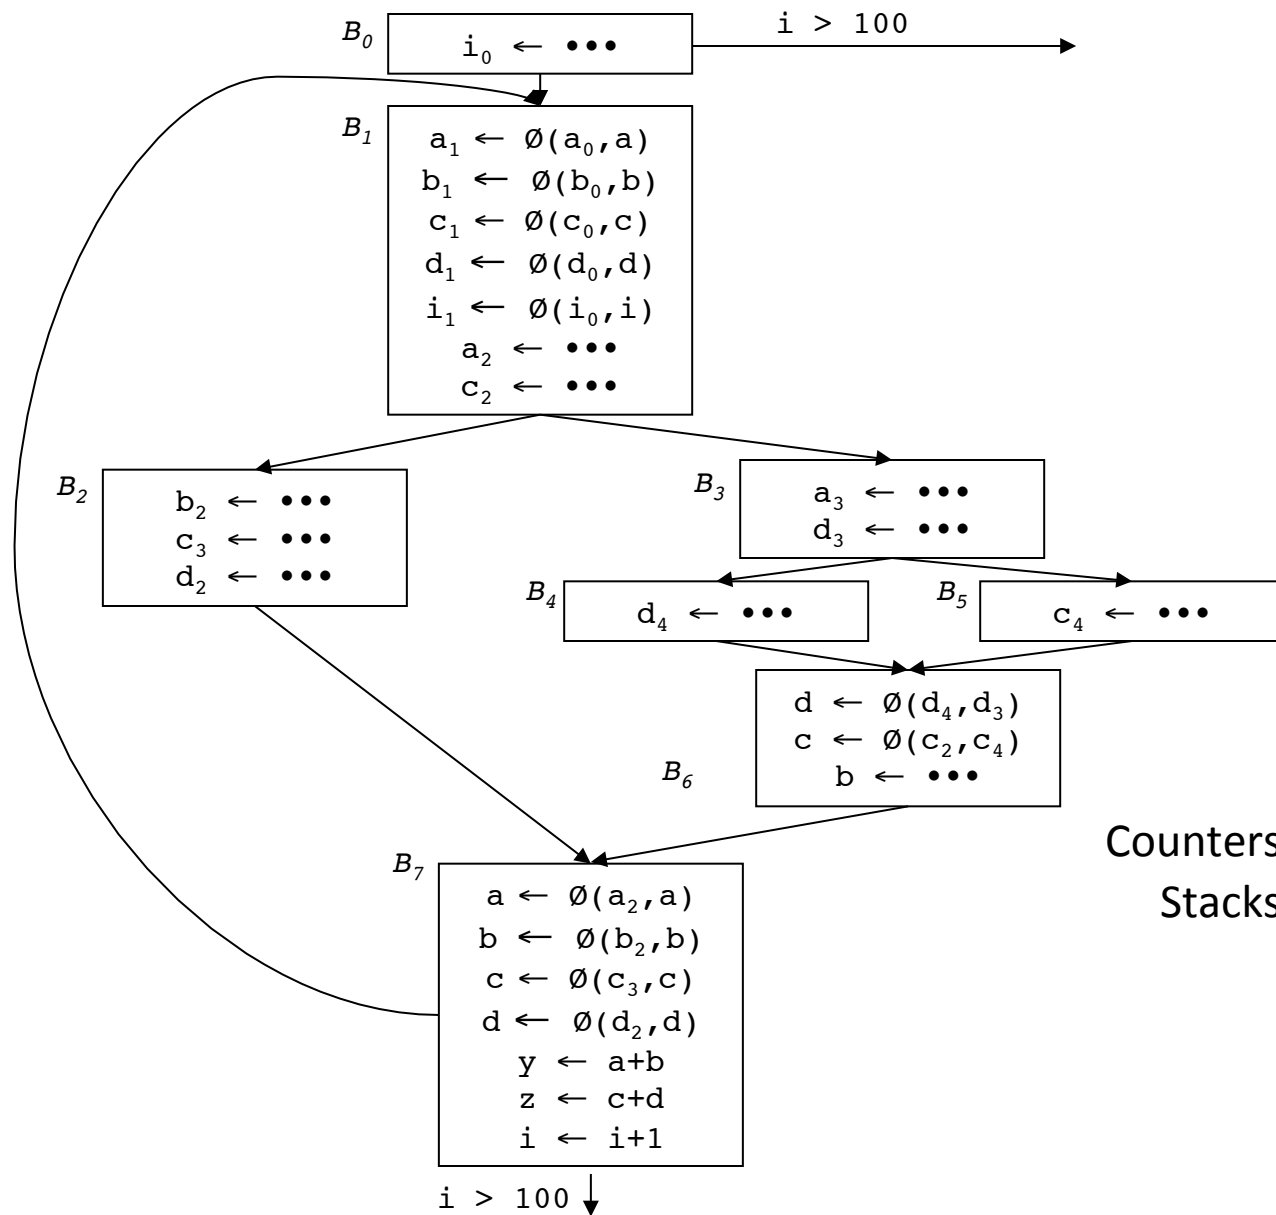 i > 100
B₀
i₀ ← •••
B₁
a₁ ← Ø(a₀,a)
b₁ ← Ø(b₀,b)
c₁ ← Ø(c₀,c)
d₁ ← Ø(d₀,d)
i₁ ← Ø(i₀,i)
a₂ ← •••
c₂ ← •••
B₂
b₂ ← •••
c₃ ← •••
d₂ ← •••
B₃
a₃ ← •••
d₃ ← •••
B₄
d₄ ← •••
B₅
c₄ ← •••
B₆
d ← Ø(d₄,d₃)
c ← Ø(c₂,c₄)
b ← •••
Counters
Stacks
B₇
a ← Ø(a₂,a)
b ← Ø(b₂,b)
c ← Ø(c₃,c)
d ← Ø(d₂,d)
y ← a+b
z ← c+d
i ← i+1
i > 100